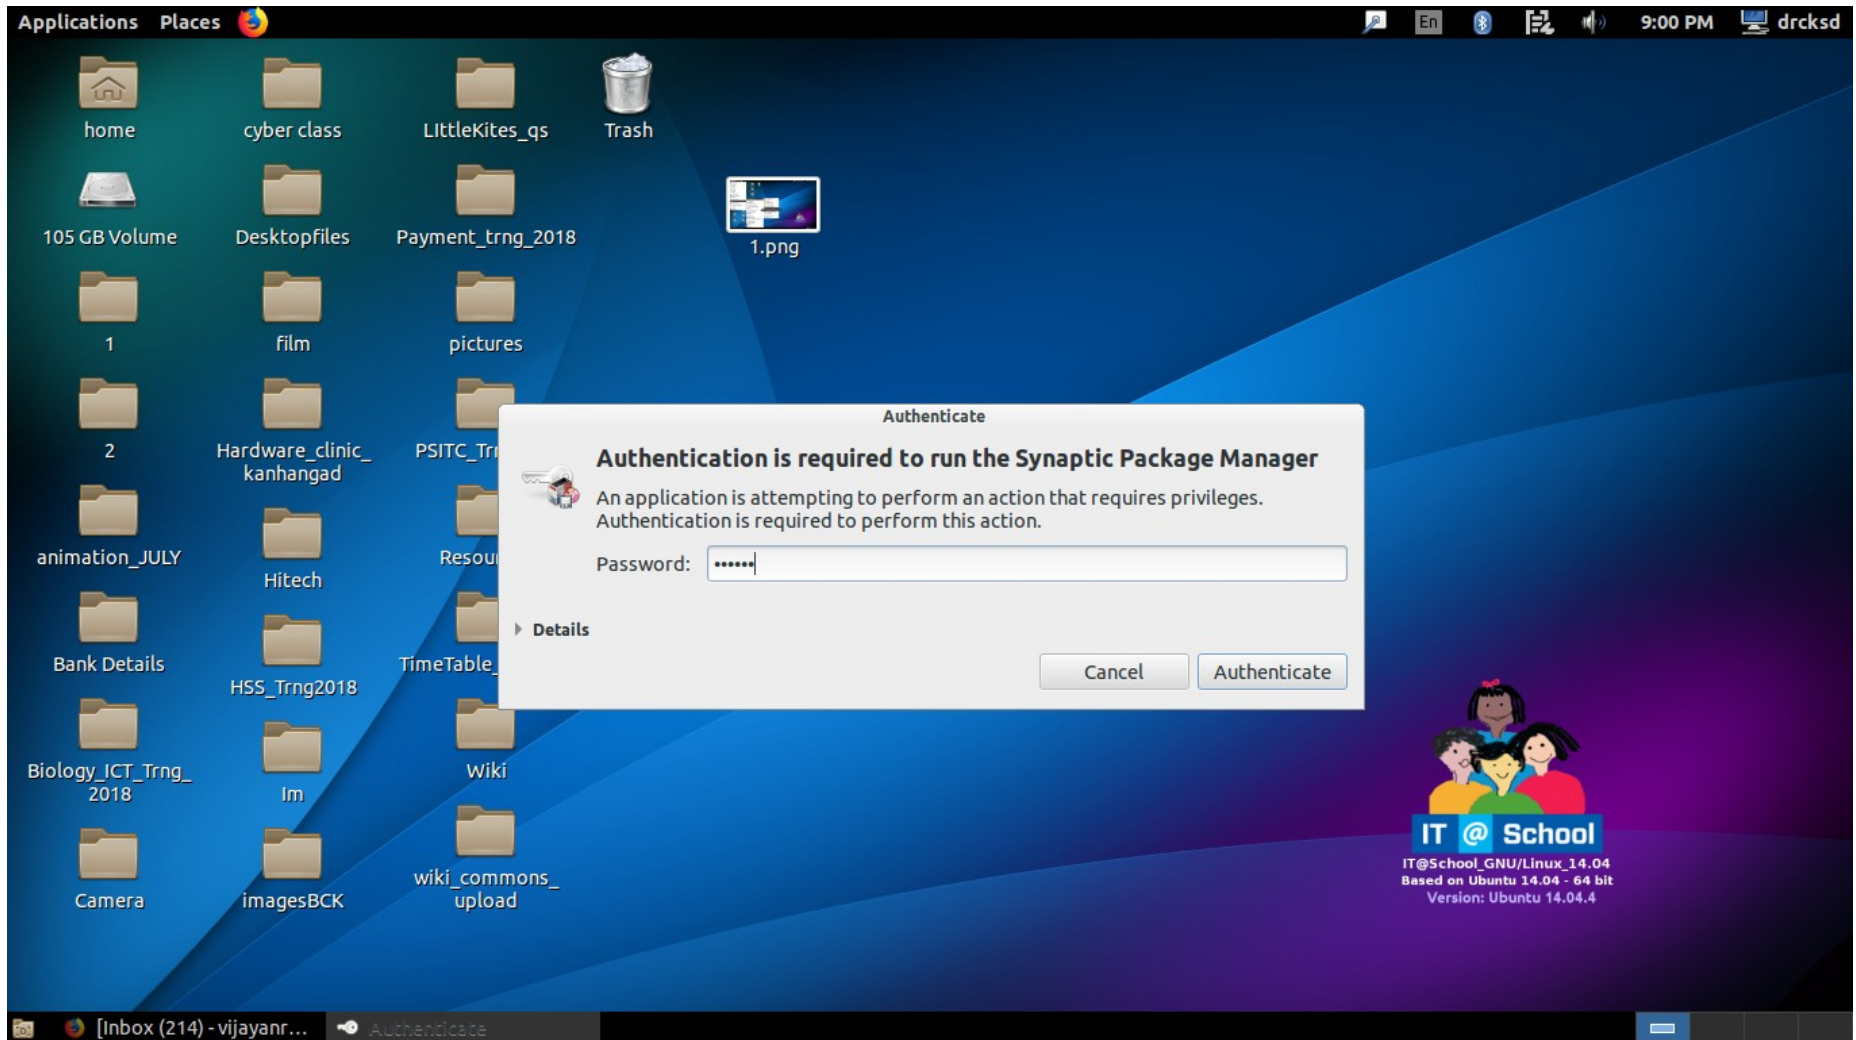 Applications Places
En
9:00 PM drcksd
home
cyber class
LIttleKites_qs
Trash
105 GB Volume
Desktopfiles
Payment_trng_2018
1.png
1
film
pictures
2
Hardware_clinic_
kanhangad
PSITC_Tr
animation_JULY
Hitech
Resou
Bank Details
HSS_Trng2018
TimeTable_
Biology_ICT_Trng_
2018
Im
Wiki
Camera
imagesBCK
wiki_commons_
upload
Authenticate
Authentication is required to run the Synaptic Package Manager
An application is attempting to perform an action that requires privileges.
Authentication is required to perform this action.
Password: ••••••
Details
Cancel Authenticate
IT @ School
IT@School_GNU/Linux_14.04
Based on Ubuntu 14.04 - 64 bit
Version: Ubuntu 14.04.4
[Inbox (214) - vijayanr... Authenticate